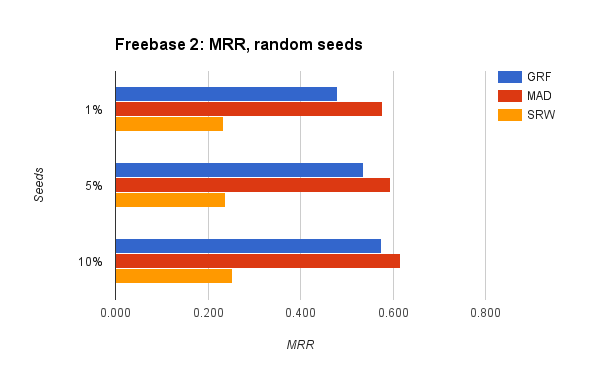 Freebase 2: MRR, random seeds
GRF
MAD
SRW
Seeds
1%
5%
10%
0.000 0.200 0.400 0.600 0.800
MRR